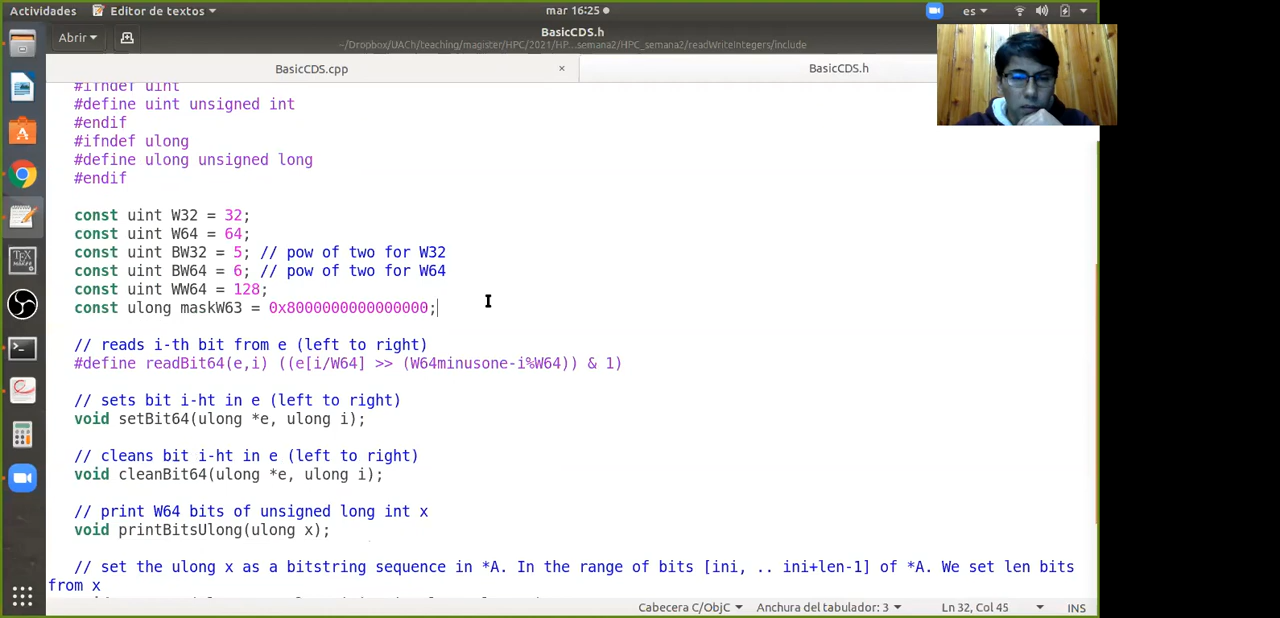 Actividades Editor de textos mar 16:25 es
Abrir BasicCDS.h
~/Dropbox/UACh/teaching/magister/HPC/2021/HP...semana2/HPC_semana2/readWriteIntegers/include
BasicCDS.cpp × BasicCDS.h
#ifndef uint
#define uint unsigned int
#endif
#ifndef ulong
#define ulong unsigned long
#endif
const uint W32 = 32;
const uint W64 = 64;
const uint BW32 = 5; // pow of two for W32
const uint BW64 = 6; // pow of two for W64
const uint WW64 = 128;
const ulong maskW63 = 0x8000000000000000;
// reads i-th bit from e (left to right)
#define readBit64(e,i) ((e[i/W64] >> (W64minusone-i%W64)) & 1)
// sets bit i-ht in e (left to right)
void setBit64(ulong *e, ulong i);
// cleans bit i-ht in e (left to right)
void cleanBit64(ulong *e, ulong i);
// print W64 bits of unsigned long int x
void printBitsUlong(ulong x);
// set the ulong x as a bitstring sequence in *A. In the range of bits [ini, .. ini+len-1] of *A. We set len bits
from x
Cabecera C/ObjC Anchura del tabulador: 3 Ln 32, Col 45 INS